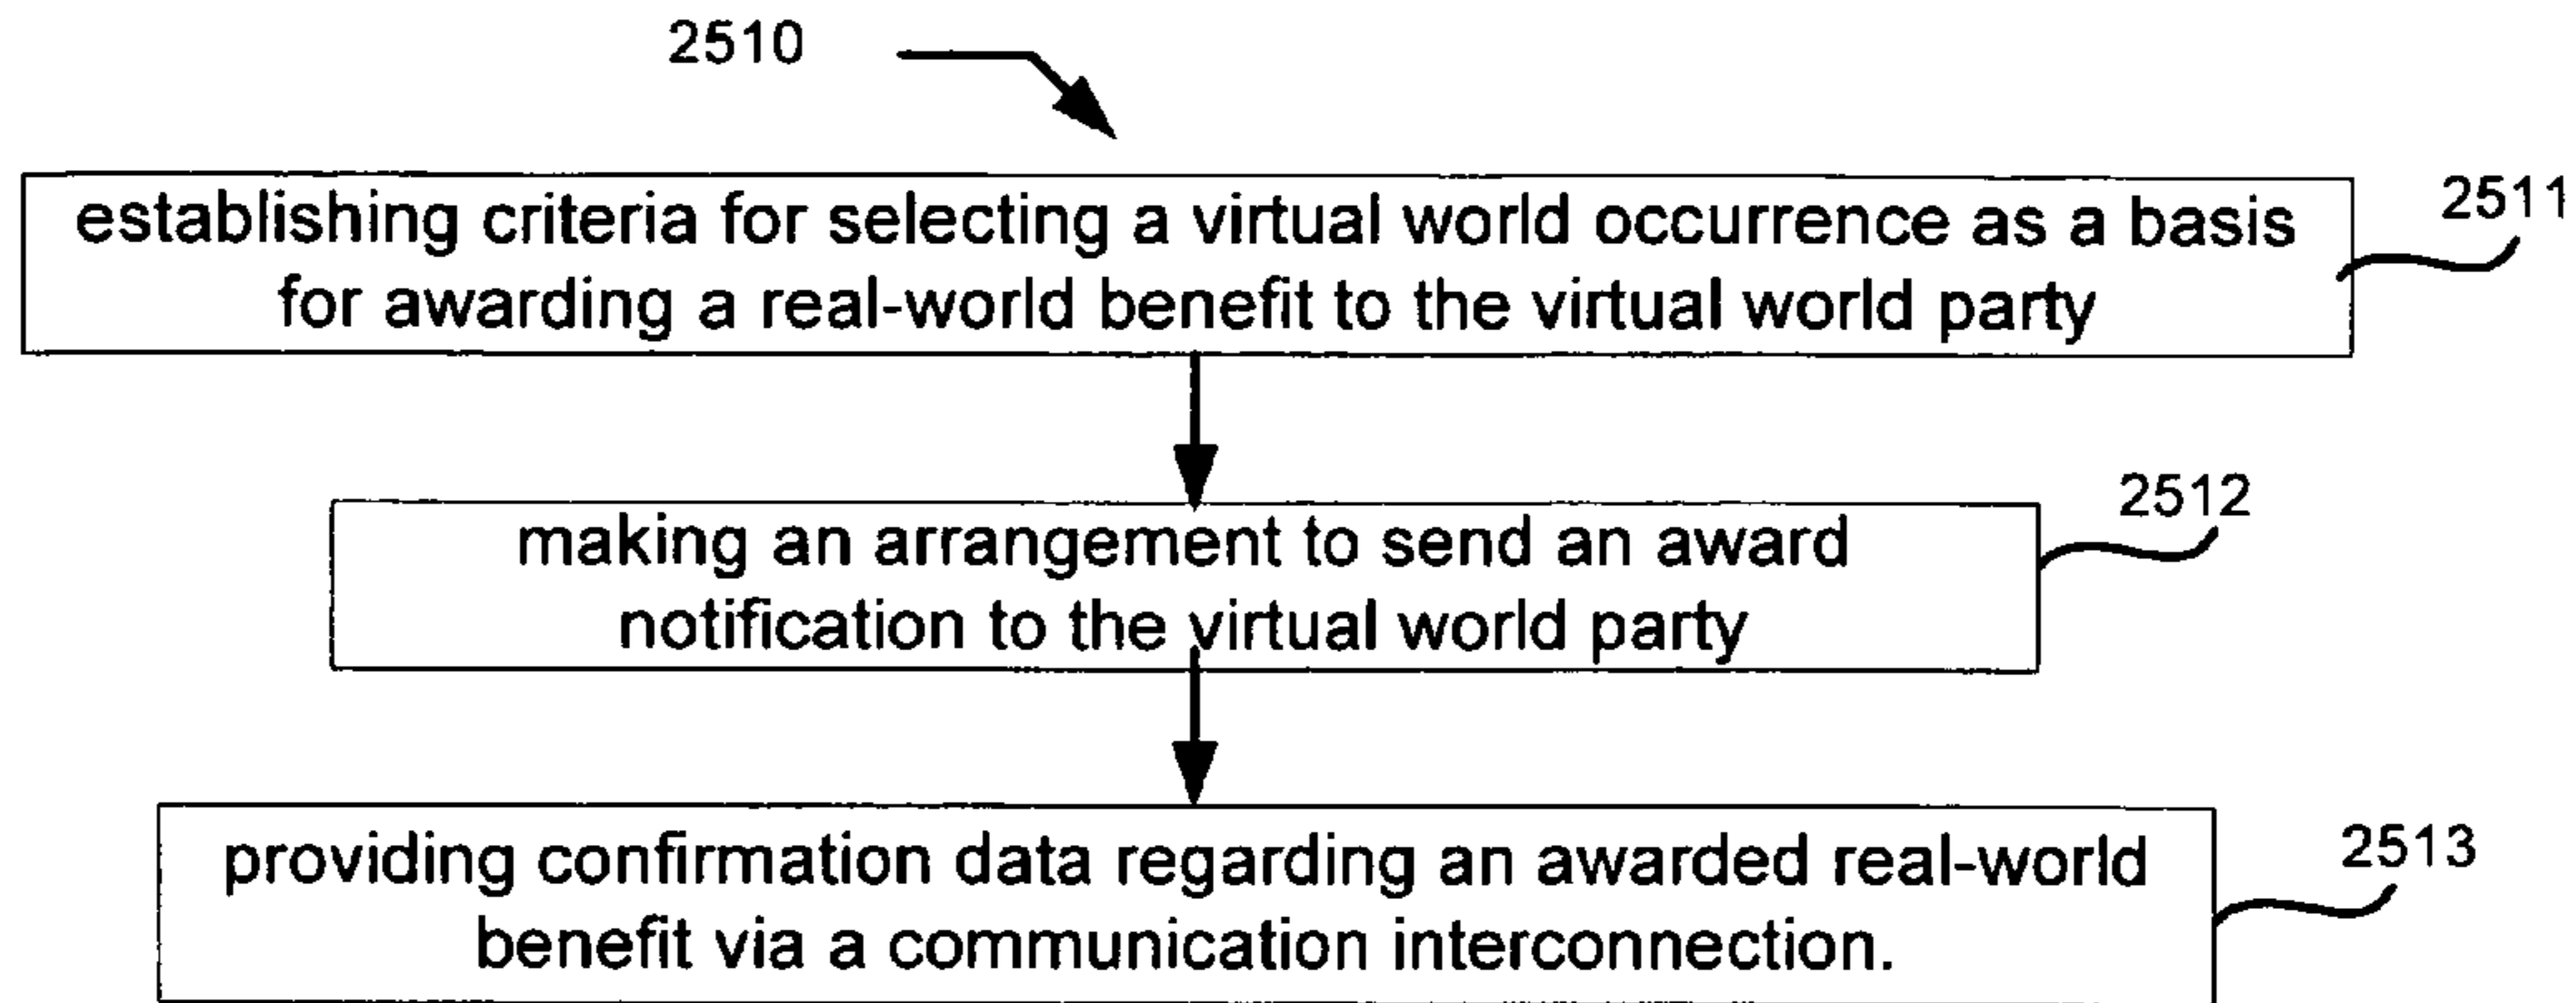 2510
establishing criteria for selecting a virtual world occurrence as a basis
for awarding a real-world benefit to the virtual world party
2511
making an arrangement to send an award
notification to the virtual world party
2512
providing confirmation data regarding an awarded real-world
benefit via a communication interconnection.
2513